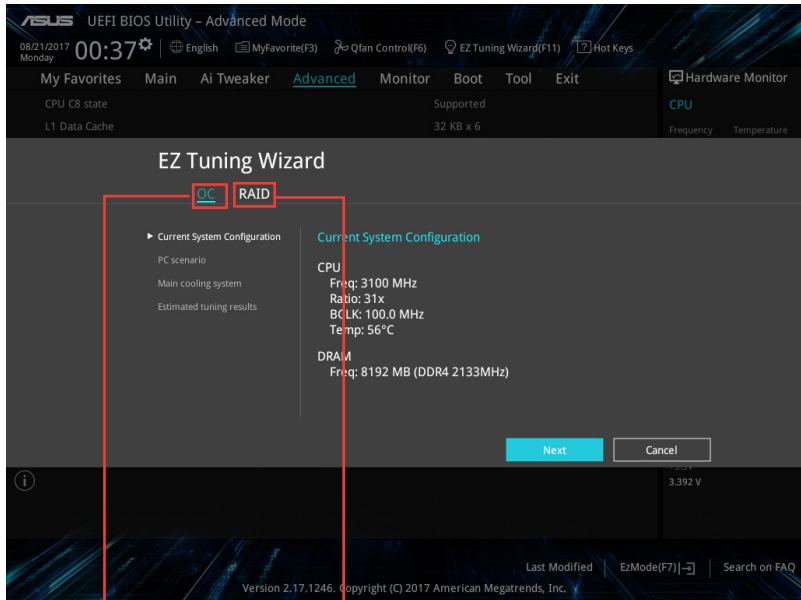 ASUS UEFI BIOS Utility – Advanced Mode
08/21/2017 Monday 00:37 English MyFavorite(F3) Qfan Control(F6) EZ Tuning Wizard(F11) ? Hot Keys
My Favorites Main Ai Tweaker Advanced Monitor Boot Tool Exit Hardware Monitor
CPU C8 state Supported CPU
L1 Data Cache 32 KB x 6 Frequency Temperature
EZ Tuning Wizard
OC RAID
Current System Configuration
PC scenario
Main cooling system
Estimated tuning results
Current System Configuration
CPU
Freq: 3100 MHz
Ratio: 31x
BCLK: 100.0 MHz
Temp: 56°C
DRAM
Freq: 8192 MB (DDR4 2133MHz)
Next Cancel
3.392 V
Last Modified EzMode(F7) Search on FAQ
Version 2.17.1246. Copyright (C) 2017 American Megatrends, Inc.